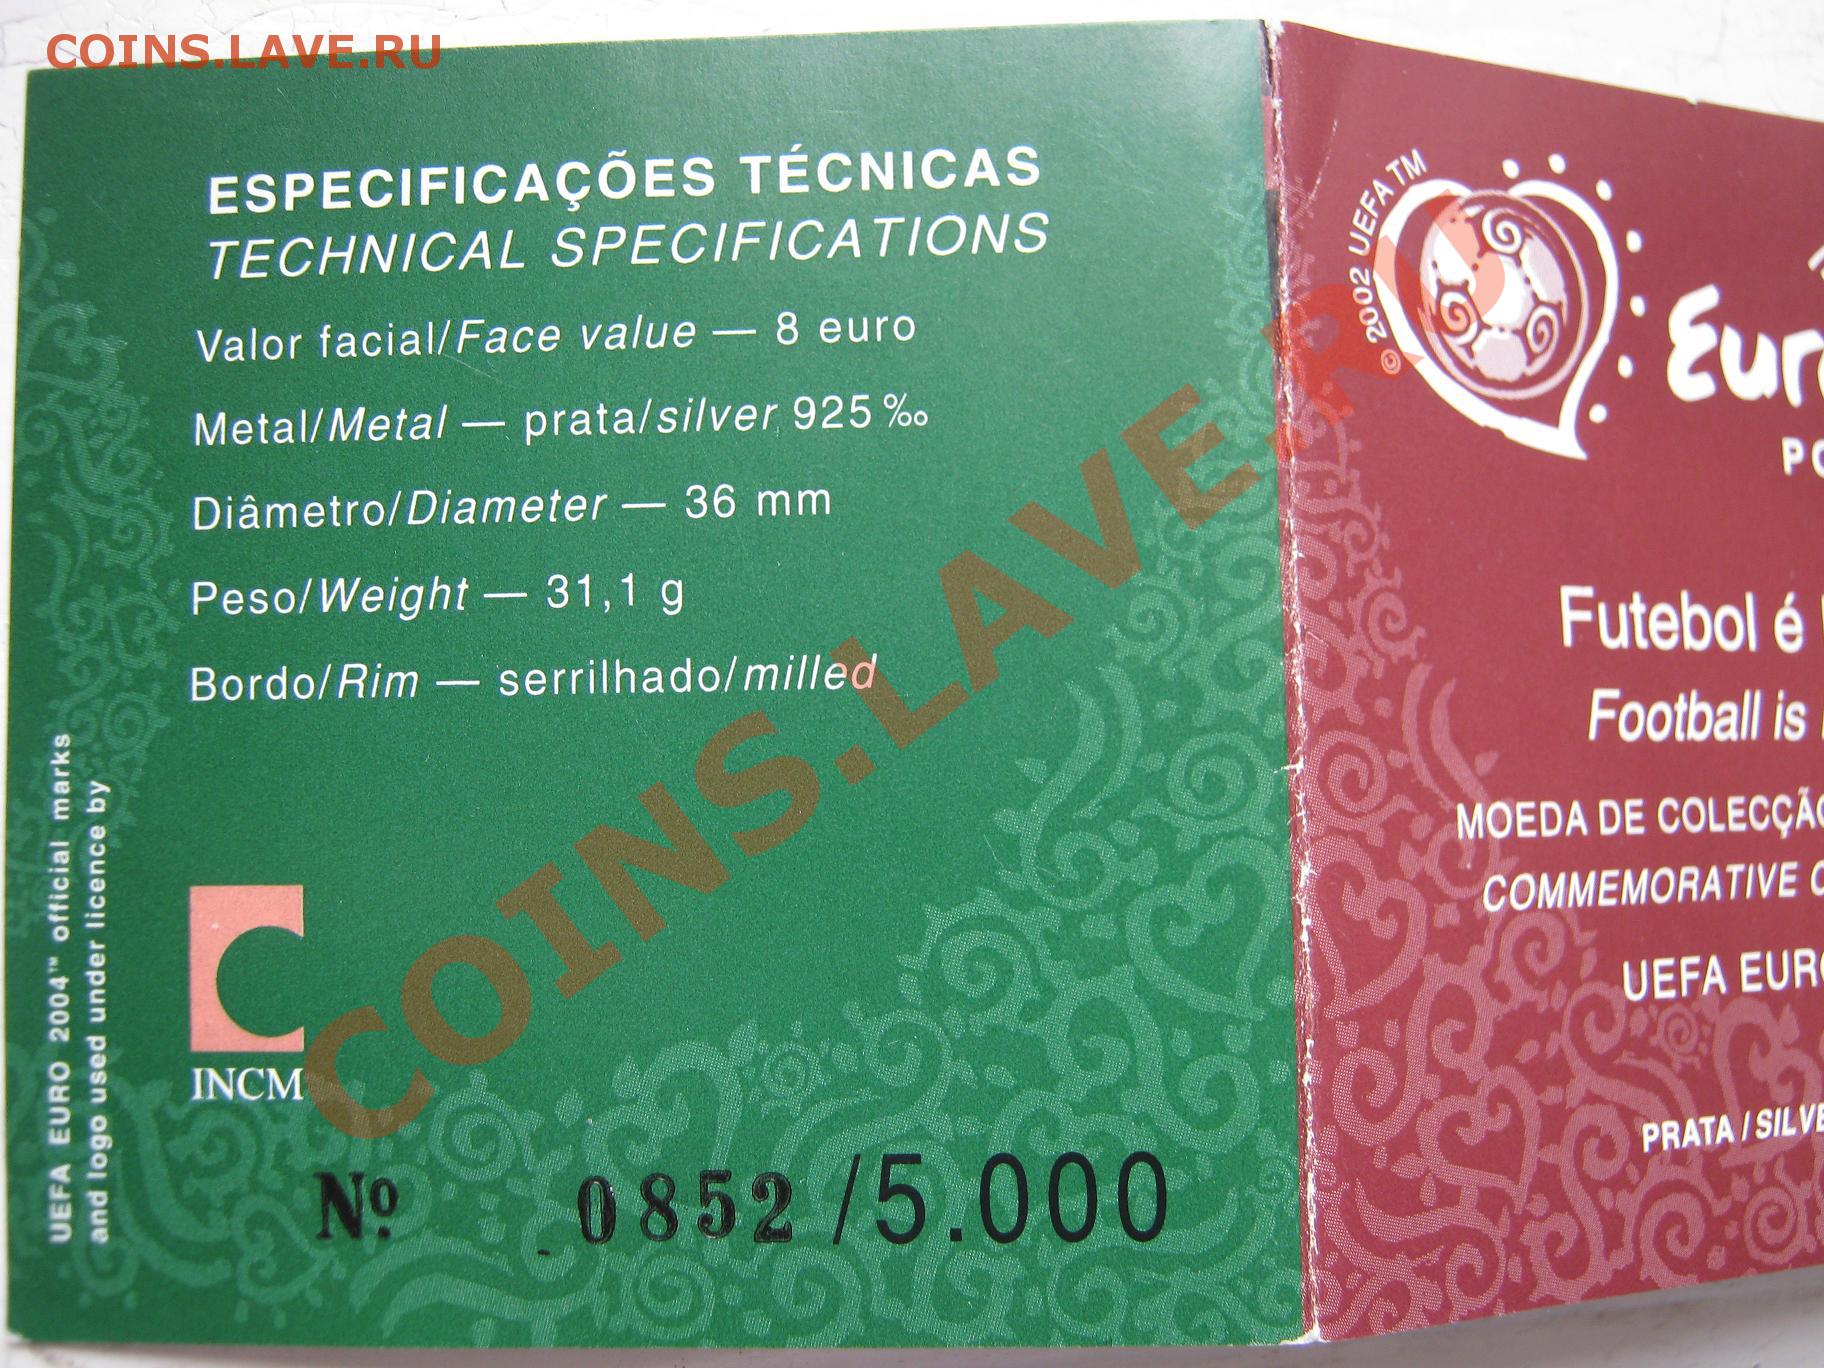 COINS.LAVE.RU
ESPECIFICAÇÕES TÉCNICAS
TECHNICAL SPECIFICATIONS
Valor facial/Face value — 8 euro
Metal/Metal — prata/silver 925 ‰
Diâmetro/Diameter — 36 mm
Peso/Weight — 31,1 g
Bordo/Rim — serrilhado/milled
INCM
Nº 0852 /5.000
UEFA EURO 2004™ official marks
and logo used under licence by
COINS.LAVE.RU
© 2002 UEFA TM
Futebol é
Football is
MOEDA DE COLECÇÃO
COMMEMORATIVE
UEFA EURO
PRATA / SILVE